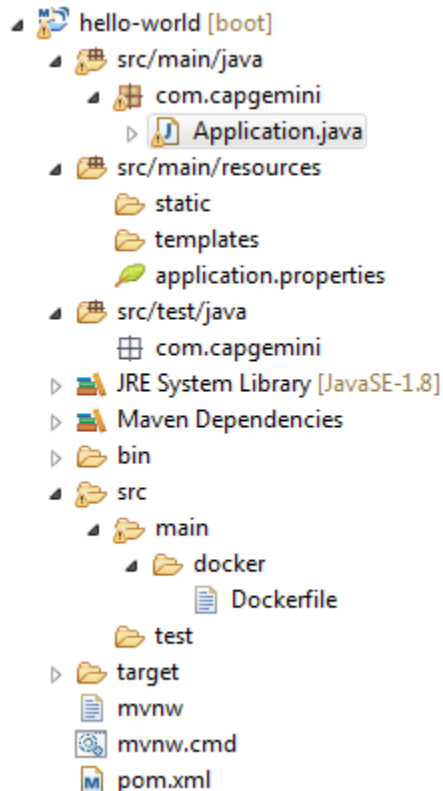 hello-world [boot]
src/main/java
com.capgemini
Application.java
src/main/resources
static
templates
application.properties
src/test/java
com.capgemini
JRE System Library [JavaSE-1.8]
Maven Dependencies
bin
src
main
docker
Dockerfile
test
target
mvnw
mvnw.cmd
pom.xml